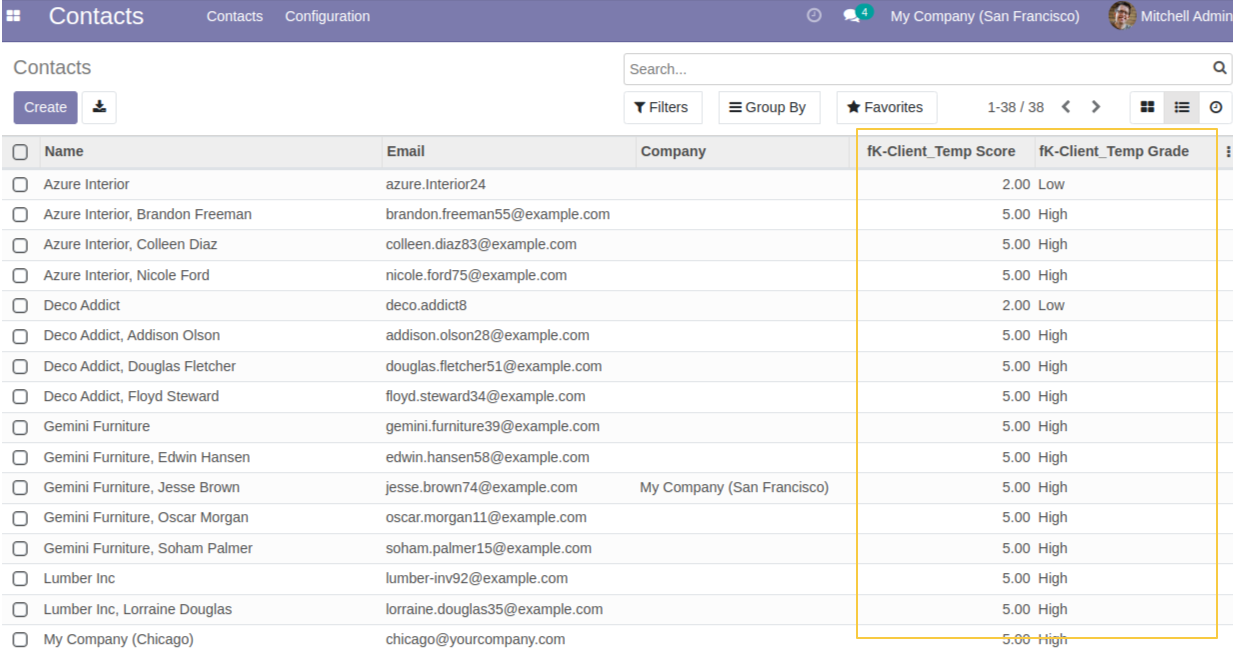 Contacts Contacts Configuration 4 My Company (San Francisco) Mitchell Admin
Contacts Search...
Create Filters Group By Favorites 1-38 / 38
Name Email Company fK-Client_Temp Score fK-Client_Temp Grade
Azure Interior azure.Interior24 2.00 Low
Azure Interior, Brandon Freeman brandon.freeman55@example.com 5.00 High
Azure Interior, Colleen Diaz colleen.diaz83@example.com 5.00 High
Azure Interior, Nicole Ford nicole.ford75@example.com 5.00 High
Deco Addict deco.addict8 2.00 Low
Deco Addict, Addison Olson addison.olson28@example.com 5.00 High
Deco Addict, Douglas Fletcher douglas.fletcher51@example.com 5.00 High
Deco Addict, Floyd Steward floyd.steward34@example.com 5.00 High
Gemini Furniture gemini.furniture39@example.com 5.00 High
Gemini Furniture, Edwin Hansen edwin.hansen58@example.com 5.00 High
Gemini Furniture, Jesse Brown jesse.brown74@example.com My Company (San Francisco) 5.00 High
Gemini Furniture, Oscar Morgan oscar.morgan11@example.com 5.00 High
Gemini Furniture, Soham Palmer soham.palmer15@example.com 5.00 High
Lumber Inc lumber-inv92@example.com 5.00 High
Lumber Inc, Lorraine Douglas lorraine.douglas35@example.com 5.00 High
My Company (Chicago) chicago@yourcompany.com 5.00 High